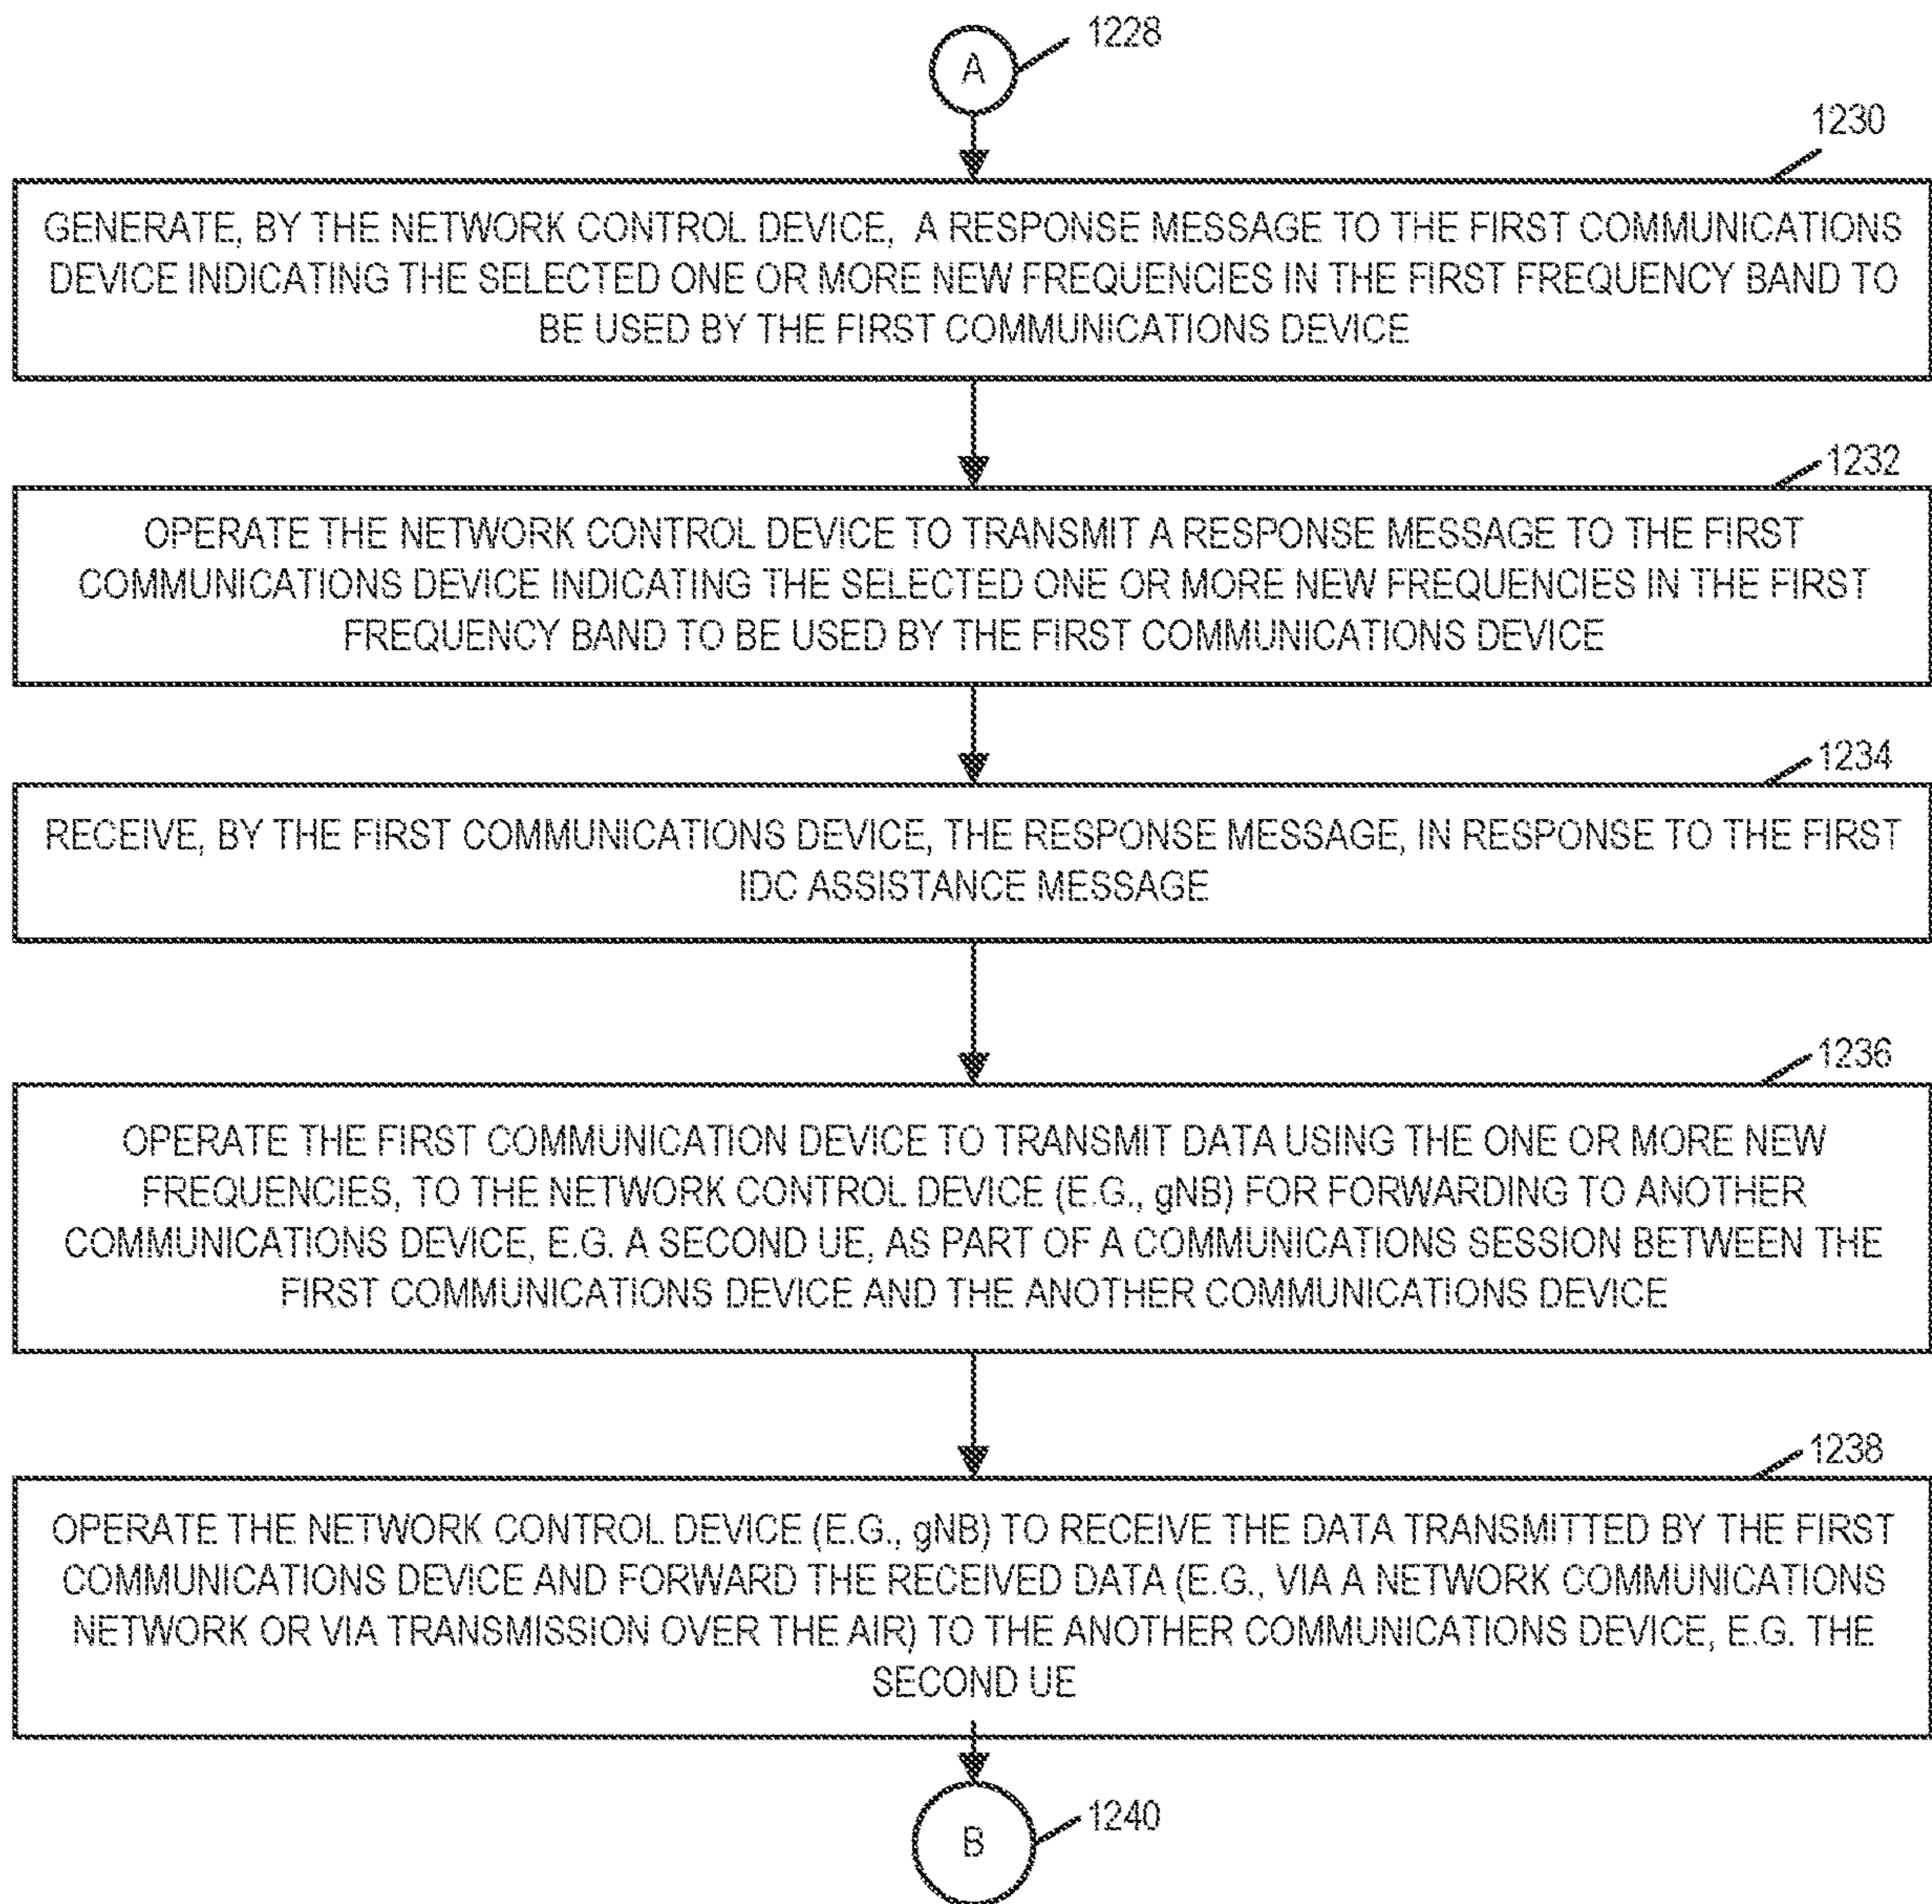 A
1228
1230
GENERATE, BY THE NETWORK CONTROL DEVICE, A RESPONSE MESSAGE TO THE FIRST COMMUNICATIONS
DEVICE INDICATING THE SELECTED ONE OR MORE NEW FREQUENCIES IN THE FIRST FREQUENCY BAND TO
BE USED BY THE FIRST COMMUNICATIONS DEVICE
1232
OPERATE THE NETWORK CONTROL DEVICE TO TRANSMIT A RESPONSE MESSAGE TO THE FIRST
COMMUNICATIONS DEVICE INDICATING THE SELECTED ONE OR MORE NEW FREQUENCIES IN THE FIRST
FREQUENCY BAND TO BE USED BY THE FIRST COMMUNICATIONS DEVICE
1234
RECEIVE, BY THE FIRST COMMUNICATIONS DEVICE, THE RESPONSE MESSAGE, IN RESPONSE TO THE FIRST
IDC ASSISTANCE MESSAGE
1236
OPERATE THE FIRST COMMUNICATION DEVICE TO TRANSMIT DATA USING THE ONE OR MORE NEW
FREQUENCIES, TO THE NETWORK CONTROL DEVICE (E.G., gNB) FOR FORWARDING TO ANOTHER
COMMUNICATIONS DEVICE, E.G. A SECOND UE, AS PART OF A COMMUNICATIONS SESSION BETWEEN THE
FIRST COMMUNICATIONS DEVICE AND THE ANOTHER COMMUNICATIONS DEVICE
1238
OPERATE THE NETWORK CONTROL DEVICE (E.G., gNB) TO RECEIVE THE DATA TRANSMITTED BY THE FIRST
COMMUNICATIONS DEVICE AND FORWARD THE RECEIVED DATA (E.G., VIA A NETWORK COMMUNICATIONS
NETWORK OR VIA TRANSMISSION OVER THE AIR) TO THE ANOTHER COMMUNICATIONS DEVICE, E.G. THE
SECOND UE
B
1240